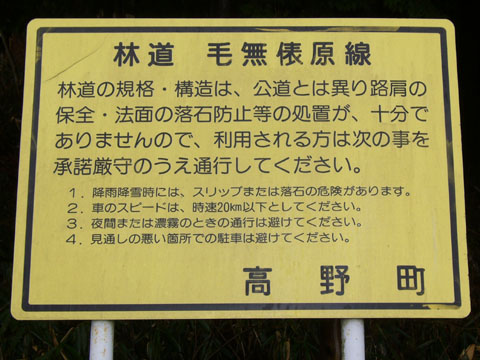 林道 毛無俵原線
林道の規格・構造は、公道とは異り路肩の
保全・法面の落石防止等の処置が、十分で
ありませんので、利用される方は次の事を
承諾厳守のうえ通行してください。
1．降雨降雪時には、スリップまたは落石の危険があります。
2．車のスピードは、時速20km以下としてください。
3．夜間または濃霧のときの通行は避けてください。
4．見通しの悪い箇所での駐車は避けてください。
高野町